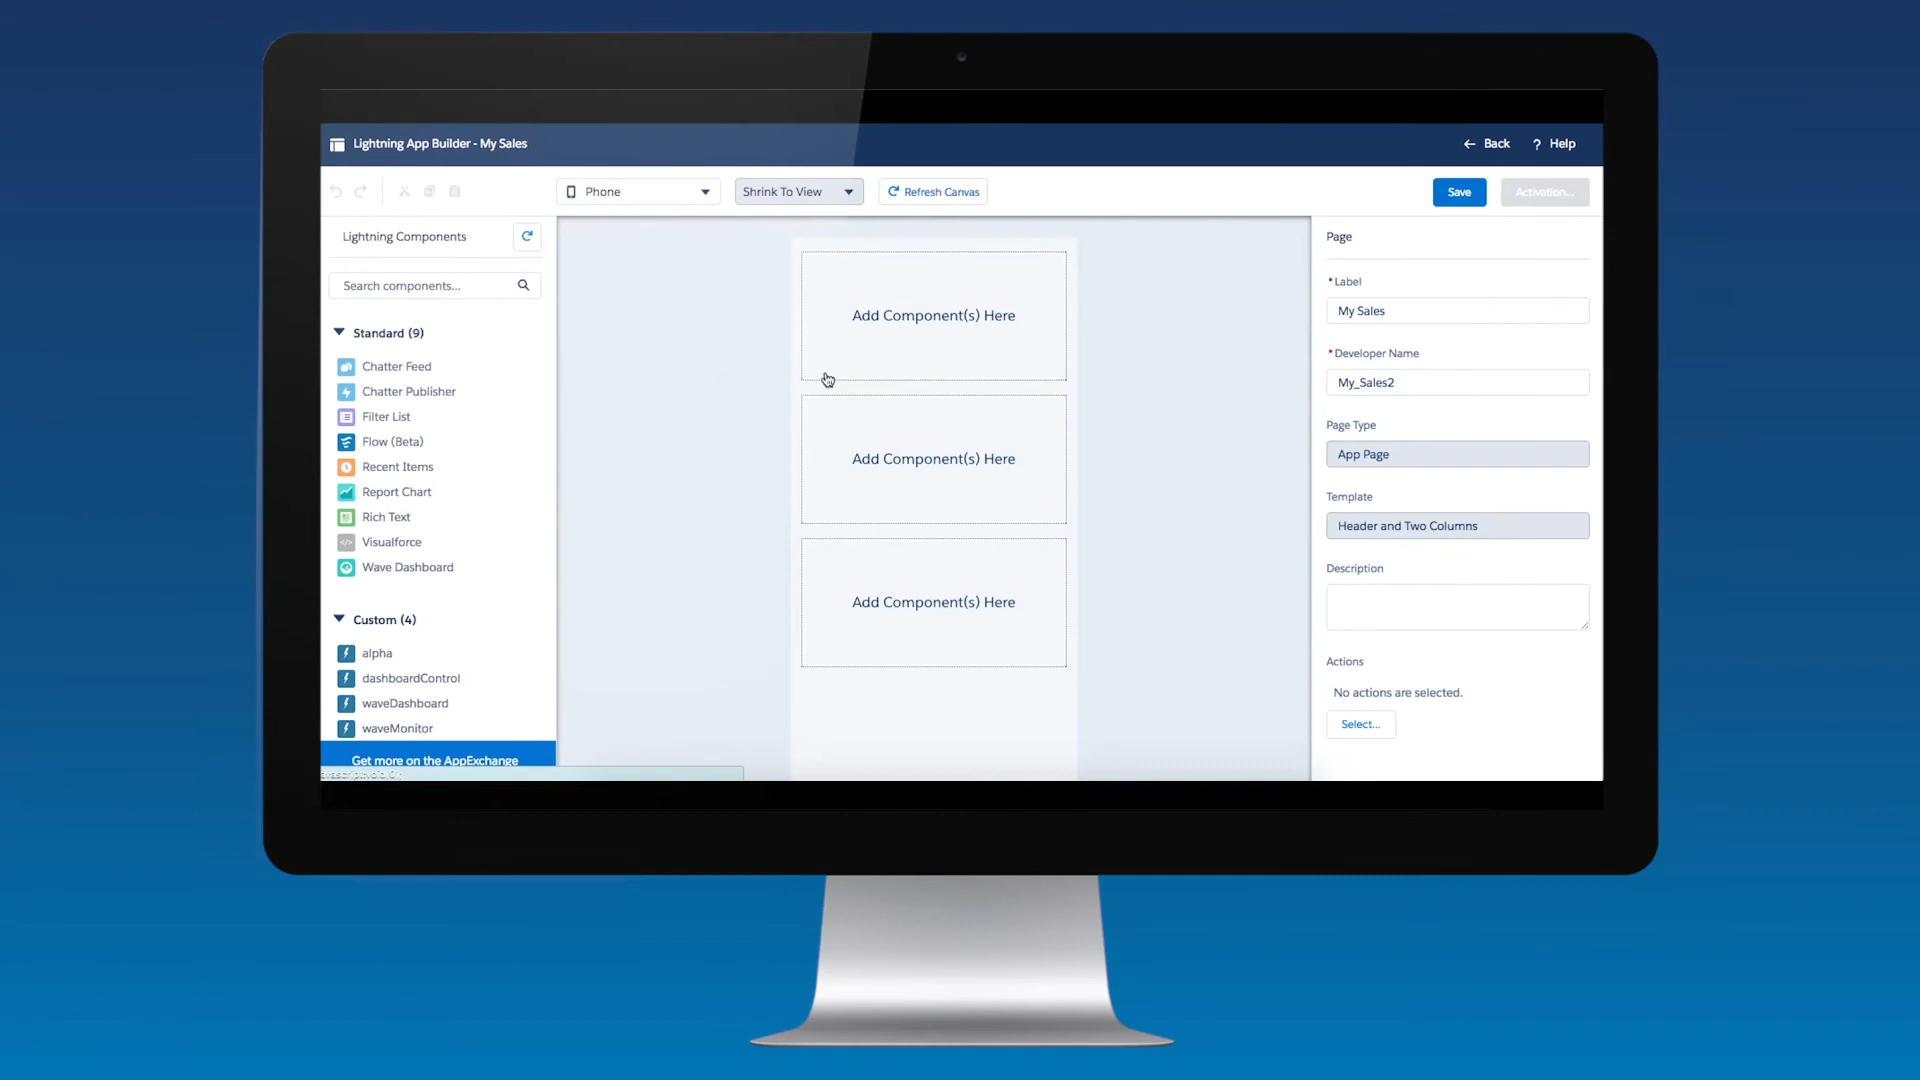 Lightning App Builder - My Sales
Back
? Help
Phone
Shrink To View
Refresh Canvas
Save
Activation...
Lightning Components
Search components...
Standard (9)
Chatter Feed
Chatter Publisher
Filter List
Flow (Beta)
Recent Items
Report Chart
Rich Text
Visualforce
Wave Dashboard
Custom (4)
alpha
dashboardControl
waveDashboard
waveMonitor
Get more on the AppExchange
Add Component(s) Here
Add Component(s) Here
Add Component(s) Here
Page
*Label
My Sales
*Developer Name
My_Sales2
Page Type
App Page
Template
Header and Two Columns
Description
Actions
No actions are selected.
Select...